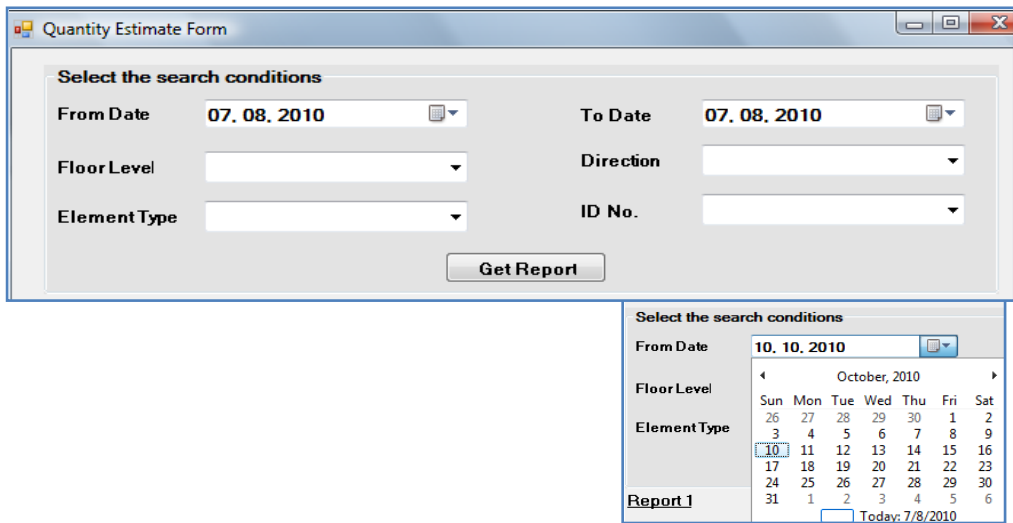 Quantity Estimate Form
Select the search conditions
From Date 07. 08. 2010 To Date 07. 08. 2010
Floor Level Direction
Element Type ID No.
Get Report
Select the search conditions
From Date 10. 10. 2010
October, 2010
Floor Level
Sun Mon Tue Wed Thu Fri Sat
26 27 28 29 30 1 2
Element Type
3 4 5 6 7 8 9
10 11 12 13 14 15 16
17 18 19 20 21 22 23
24 25 26 27 28 29 30
Report 1
31 1 2 3 4 5 6
Today: 7/8/2010